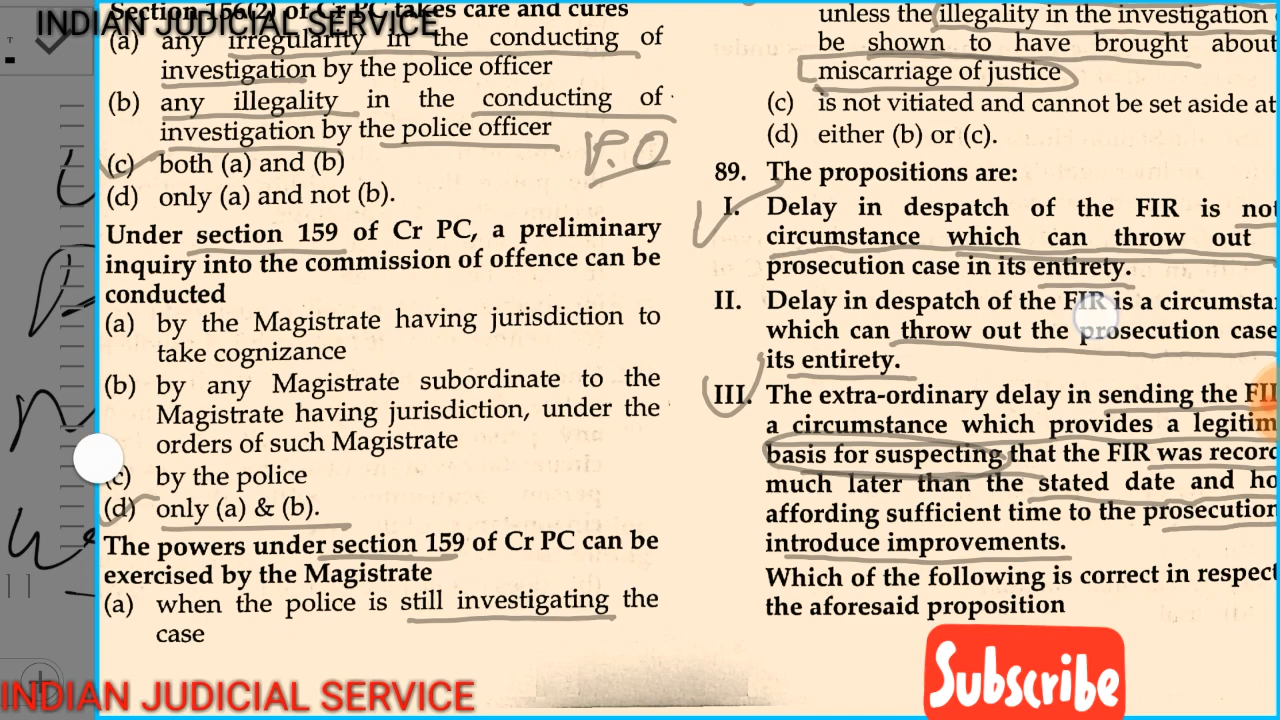 INDIAN JUDICIAL SERVICE
Section 156(2) of Cr PC takes care and cures
(a) any irregularity in the conducting of
investigation by the police officer
(b) any illegality in the conducting of
investigation by the police officer
P.O
(c) both (a) and (b)
(d) only (a) and not (b).
Under section 159 of Cr PC, a preliminary
inquiry into the commission of offence can be
conducted
(a) by the Magistrate having jurisdiction to
take cognizance
(b) by any Magistrate subordinate to the
Magistrate having jurisdiction, under the
orders of such Magistrate
(c) by the police
(d) only (a) & (b).
The powers under section 159 of Cr PC can be
exercised by the Magistrate
(a) when the police is still investigating the
case
unless the illegality in the investigation
be shown to have brought about
miscarriage of justice
(c) is not vitiated and cannot be set aside at
(d) either (b) or (c).
89. The propositions are:
I. Delay in despatch of the FIR is not
circumstance which can throw out
prosecution case in its entirety.
II. Delay in despatch of the FIR is a circumsta
which can throw out the prosecution case
its entirety.
III. The extra-ordinary delay in sending the FI
a circumstance which provides a legitim
basis for suspecting that the FIR was record
much later than the stated date and ho
affording sufficient time to the prosecution
introduce improvements.
Which of the following is correct in respect
the aforesaid proposition
Subscribe
INDIAN JUDICIAL SERVICE